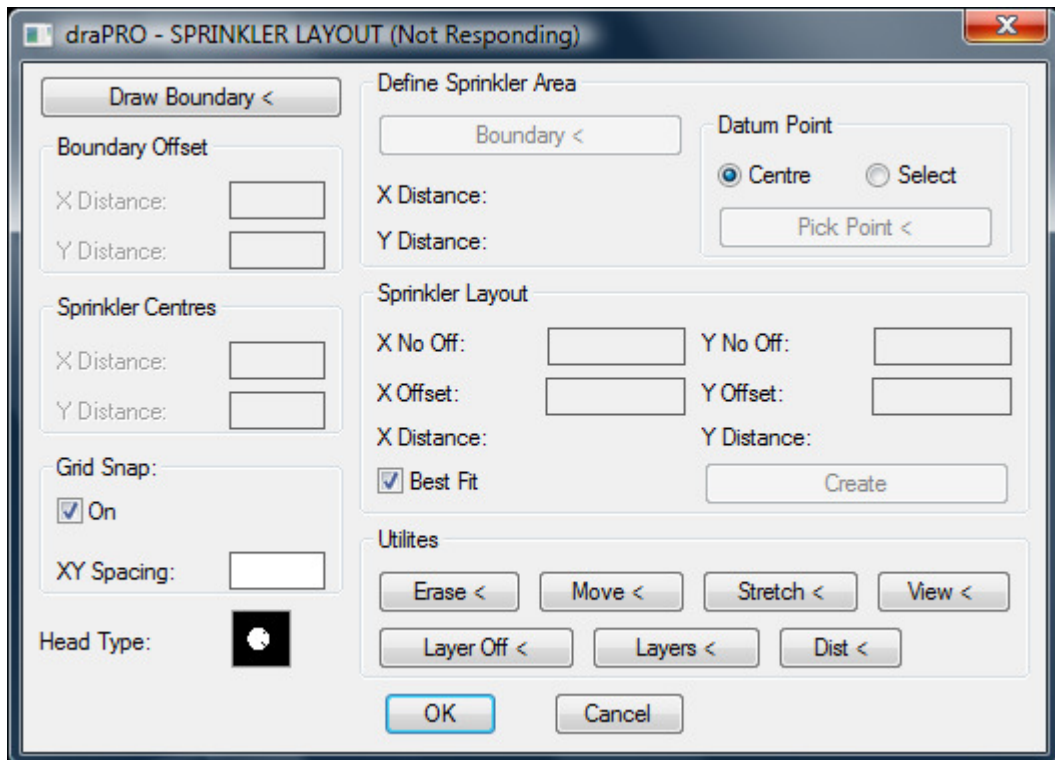 draPRO - SPRINKLER LAYOUT (Not Responding)
Draw Boundary <
Boundary Offset
X Distance:
Y Distance:
Sprinkler Centres
X Distance:
Y Distance:
Grid Snap:
On
XY Spacing:
Head Type:
Define Sprinkler Area
Boundary <
X Distance:
Y Distance:
Datum Point
Centre Select
Pick Point <
Sprinkler Layout
X No Off: Y No Off:
X Offset: Y Offset:
X Distance: Y Distance:
Best Fit Create
Utilites
Erase < Move < Stretch < View <
Layer Off < Layers < Dist <
OK Cancel